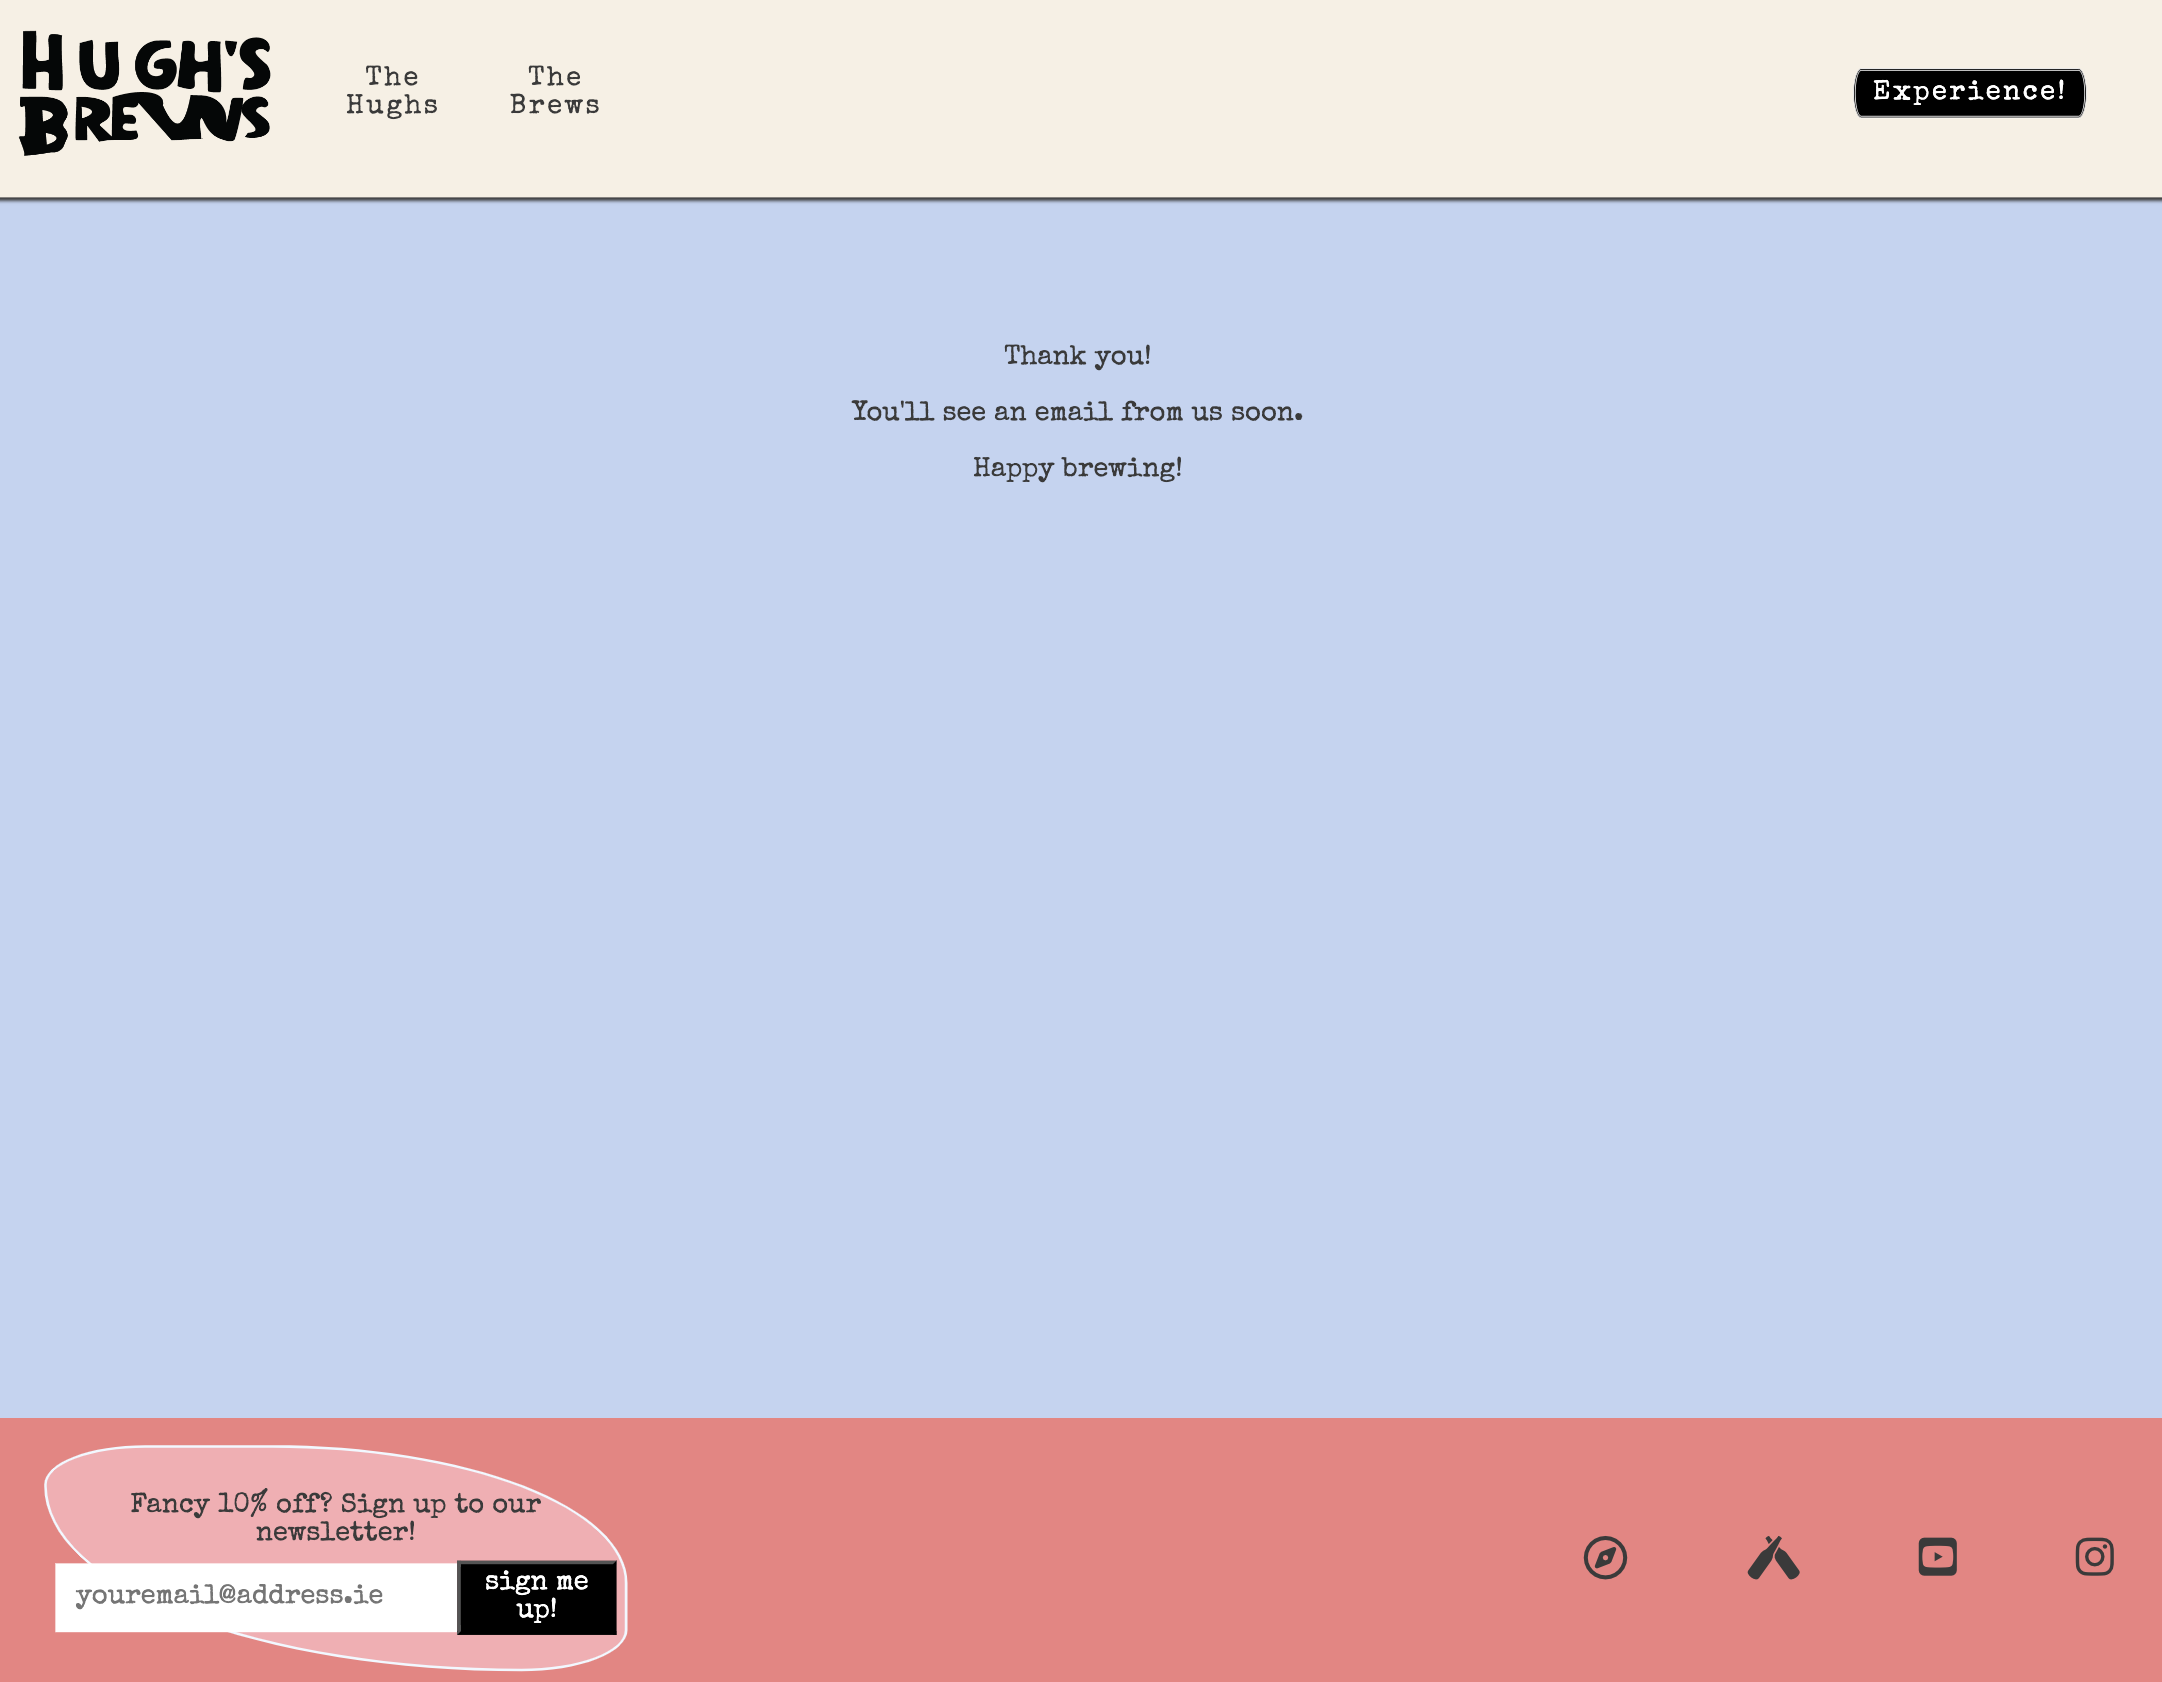 HUGH'S
BREWS
The
Hughs
The
Brews
Experience!
Thank you!
You'll see an email from us soon.
Happy brewing!
Fancy 10% off? Sign up to our
newsletter!
youremail@address.ie
sign me
up!